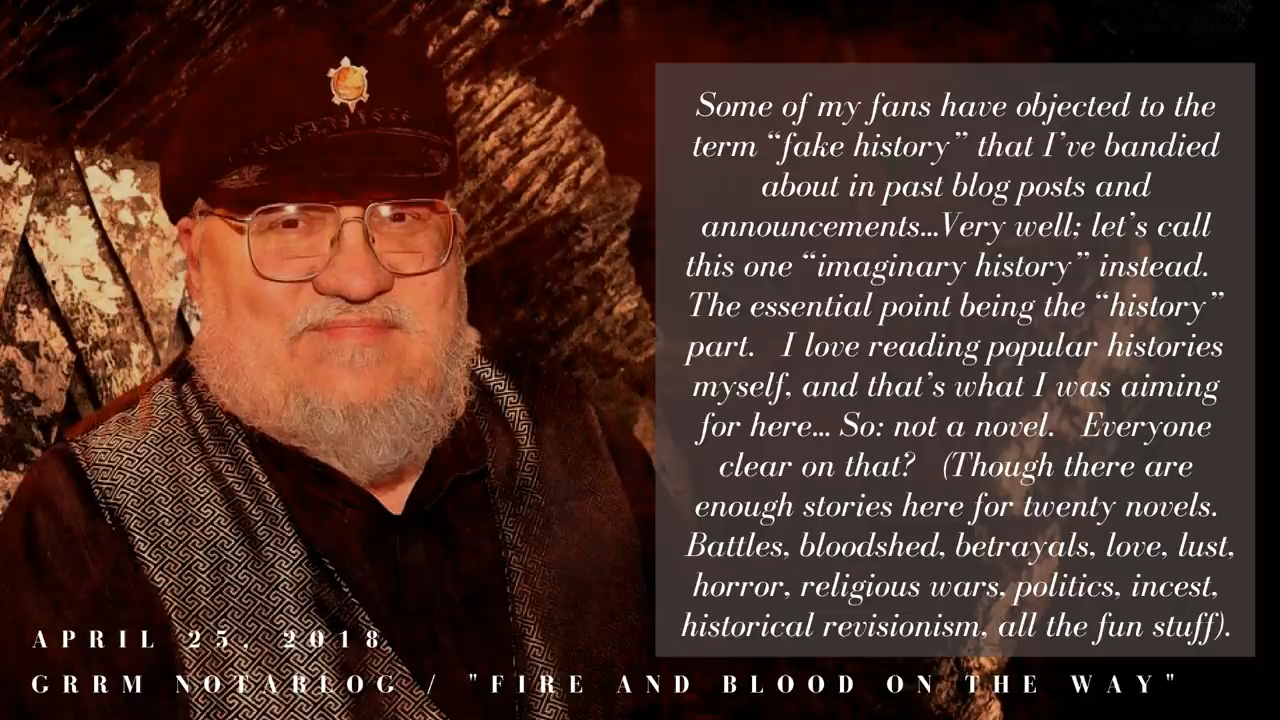 Some of my fans have objected to the
term “fake history” that I’ve bandied
about in past blog posts and
announcements...Very well; let’s call
this one “imaginary history” instead.
The essential point being the “history”
part.   I love reading popular histories
myself, and that’s what I was aiming
for here... So: not a novel.   Everyone
clear on that?   (Though there are
enough stories here for twenty novels.
Battles, bloodshed, betrayals, love, lust,
horror, religious wars, politics, incest,
historical revisionism, all the fun stuff).
APRIL 25, 2018
GRRM NOTABLOG / "FIRE AND BLOOD ON THE WAY"